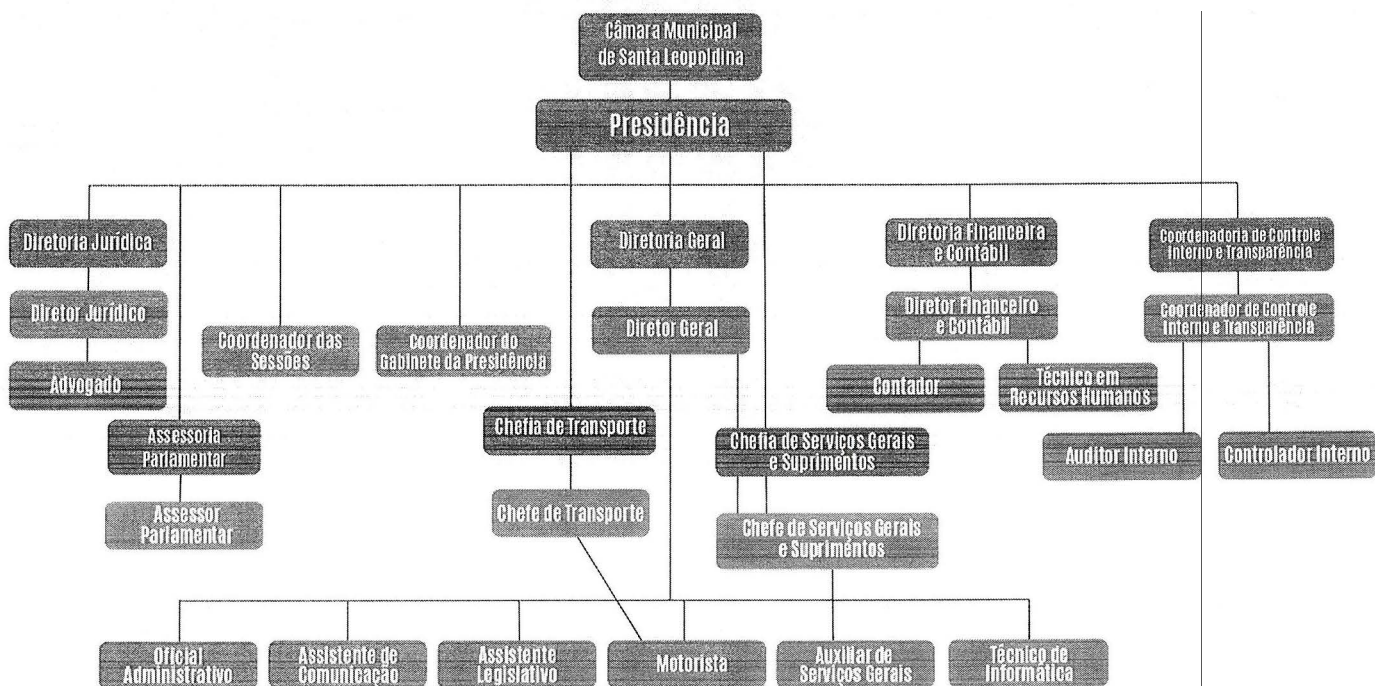 Câmara Municipal
de Santa Leopoldina
Presidência
Diretoria Jurídica
Diretor Jurídico
Advogado
Assessoria
Parlamentar
Assessor
Parlamentar
Coordenador das
Sessões
Coordenador do
Gabinete da Presidência
Diretoria Geral
Diretor Geral
Chefia de Transporte
Chefe de Transporte
Chefia de Serviços Gerais
e Suprimentos
Chefe de Serviços Gerais
e Suprimentos
Diretoria Financeira
e Contábil
Diretor Financeiro
e Contábil
Contador
Técnico em
Recursos Humanos
Coordenadoria de Controle
Interno e Transparência
Coordenador de Controle
Interno e Transparência
Auditor Interno
Controlador Interno
Oficial
Administrativo
Assistente de
Comunicação
Assistente
Legislativo
Motorista
Auxiliar de
Serviços Gerais
Técnico de
Informática